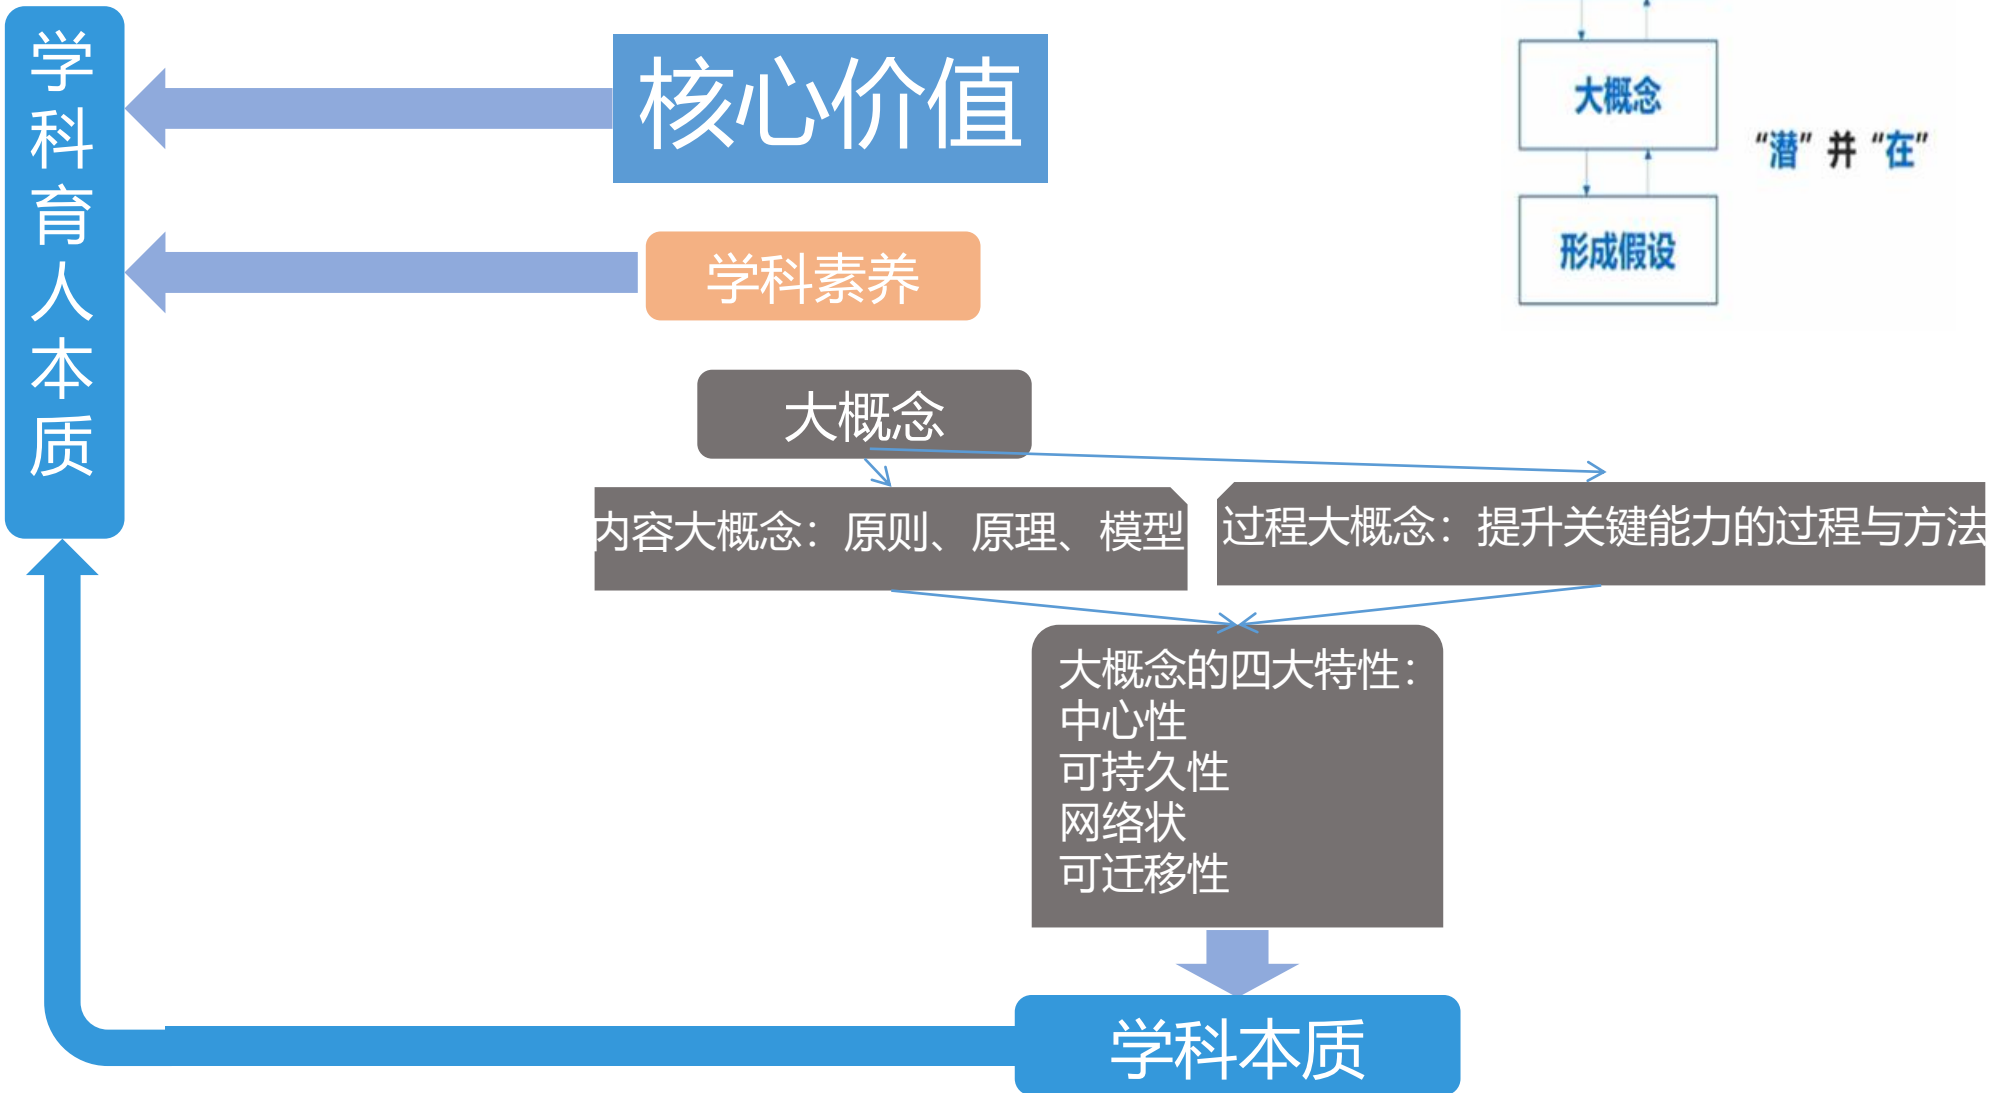 学科育人本质
核心价值
大概念
“潜”并“在”
形成假设
学科素养
大概念
内容大概念：原则、原理、模型
过程大概念：提升关键能力的过程与方法
大概念的四大特性：
中心性
可持久性
网络状
可迁移性
学科本质